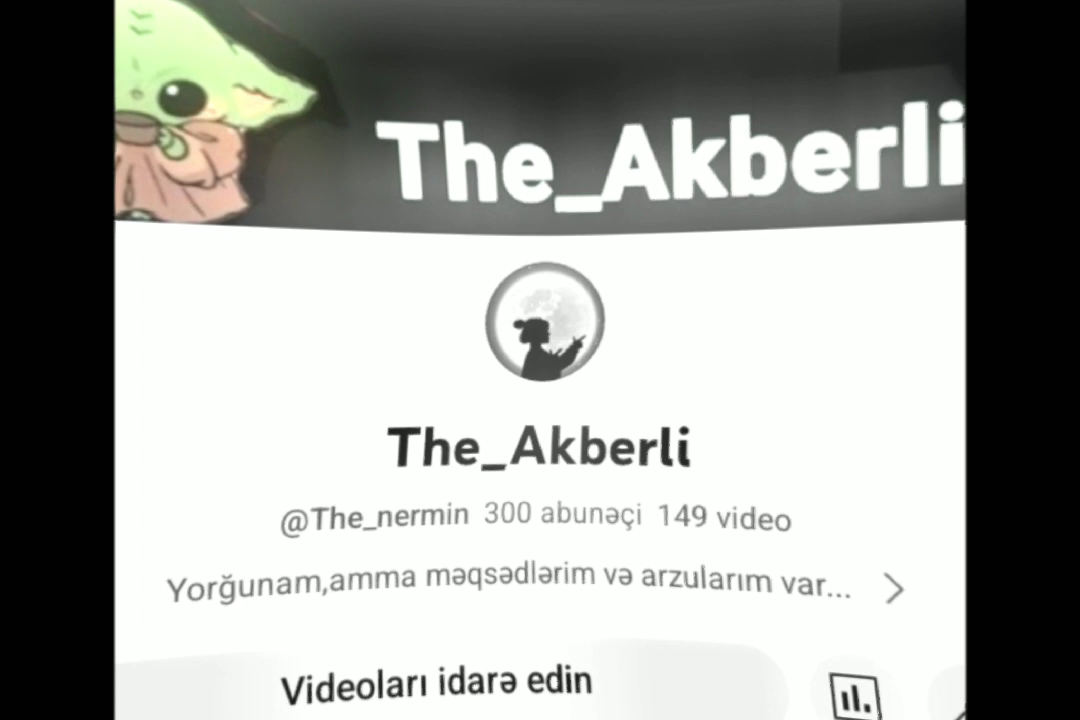 The_Akberli
The_Akberli
@The_nermin 300 abunəçi 149 video
Yorğunam,amma məqsədlərim və arzularım var...
Videoları idarə edin